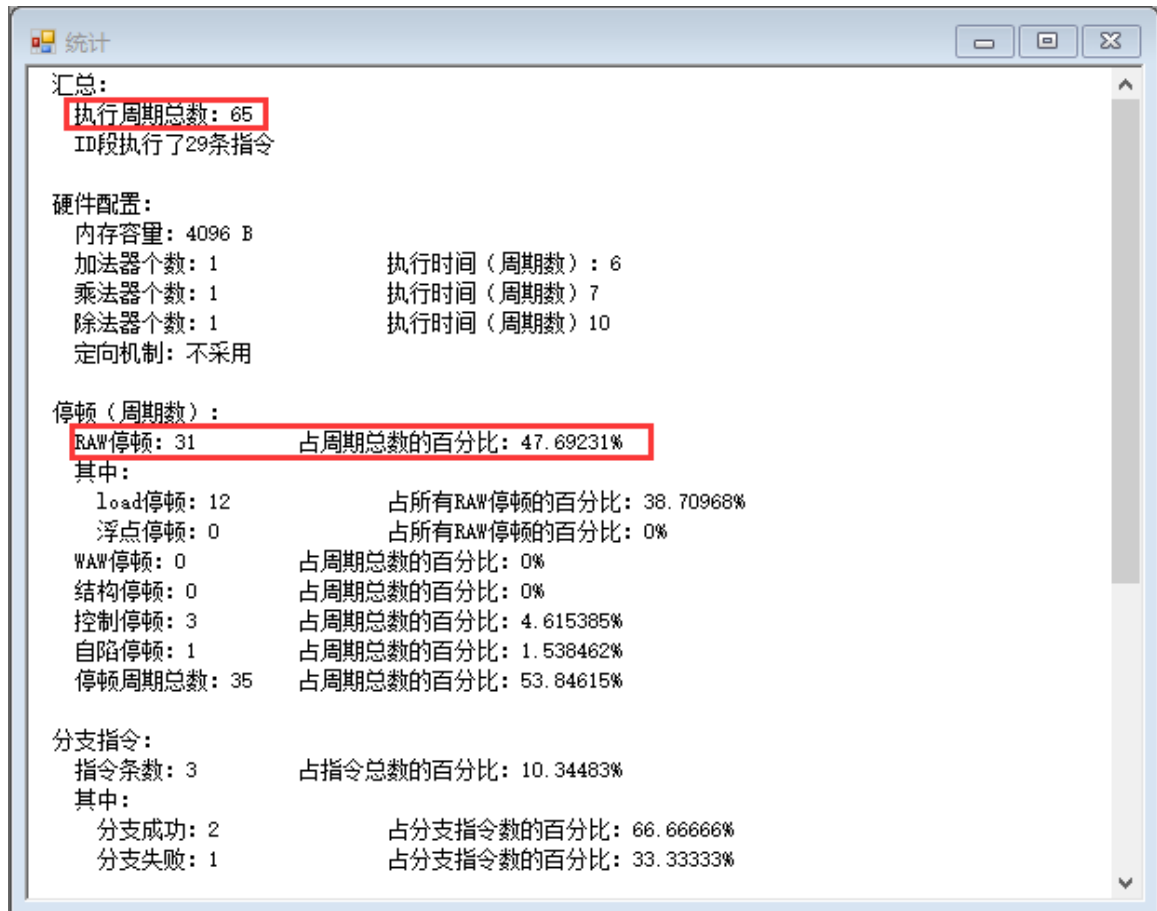 统计
汇总：
执行周期总数：65
ID段执行了29条指令
硬件配置：
内存容量：4096 B
加法器个数：1 执行时间（周期数）：6
乘法器个数：1 执行时间（周期数）7
除法器个数：1 执行时间（周期数）10
定向机制：不采用
停顿（周期数）：
RAW停顿：31 占周期总数的百分比：47.69231%
其中：
load停顿：12 占所有RAW停顿的百分比：38.70968%
浮点停顿：0 占所有RAW停顿的百分比：0%
WAW停顿：0 占周期总数的百分比：0%
结构停顿：0 占周期总数的百分比：0%
控制停顿：3 占周期总数的百分比：4.615385%
自陷停顿：1 占周期总数的百分比：1.538462%
停顿周期总数：35 占周期总数的百分比：53.84615%
分支指令：
指令条数：3 占指令总数的百分比：10.34483%
其中：
分支成功：2 占分支指令数的百分比：66.66666%
分支失败：1 占分支指令数的百分比：33.33333%